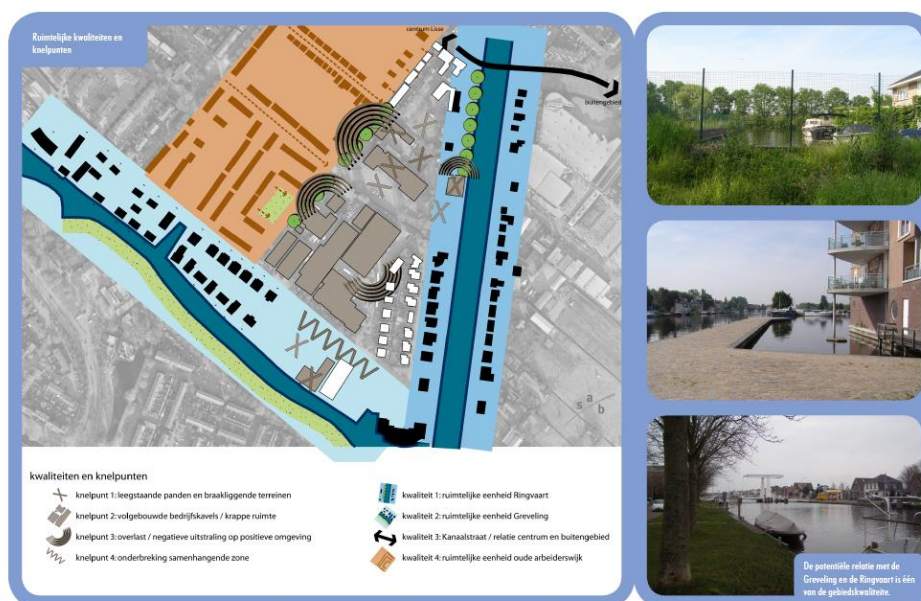 Ruimtelijke kwaliteiten en
knelpunten
centrum Lisse
buitengebied
s a b
kwaliteiten en knelpunten
knelpunt 1: leegstaande panden en braakliggende terreinen
knelpunt 2: volgebouwde bedrijfskavels / krappe ruimte
knelpunt 3: overlast / negatieve uitstraling op positieve omgeving
knelpunt 4: onderbreking samenhangende zone
kwaliteit 1: ruimtelijke eenheid Ringvaart
kwaliteit 2: ruimtelijke eenheid Greveling
kwaliteit 3: Kanaalstraat / relatie centrum en buitengebied
kwaliteit 4: ruimtelijke eenheid oude arbeiderswijk
De potentiële relatie met de
Greveling en de Ringvaart is één
van de gebiedskwaliteite.